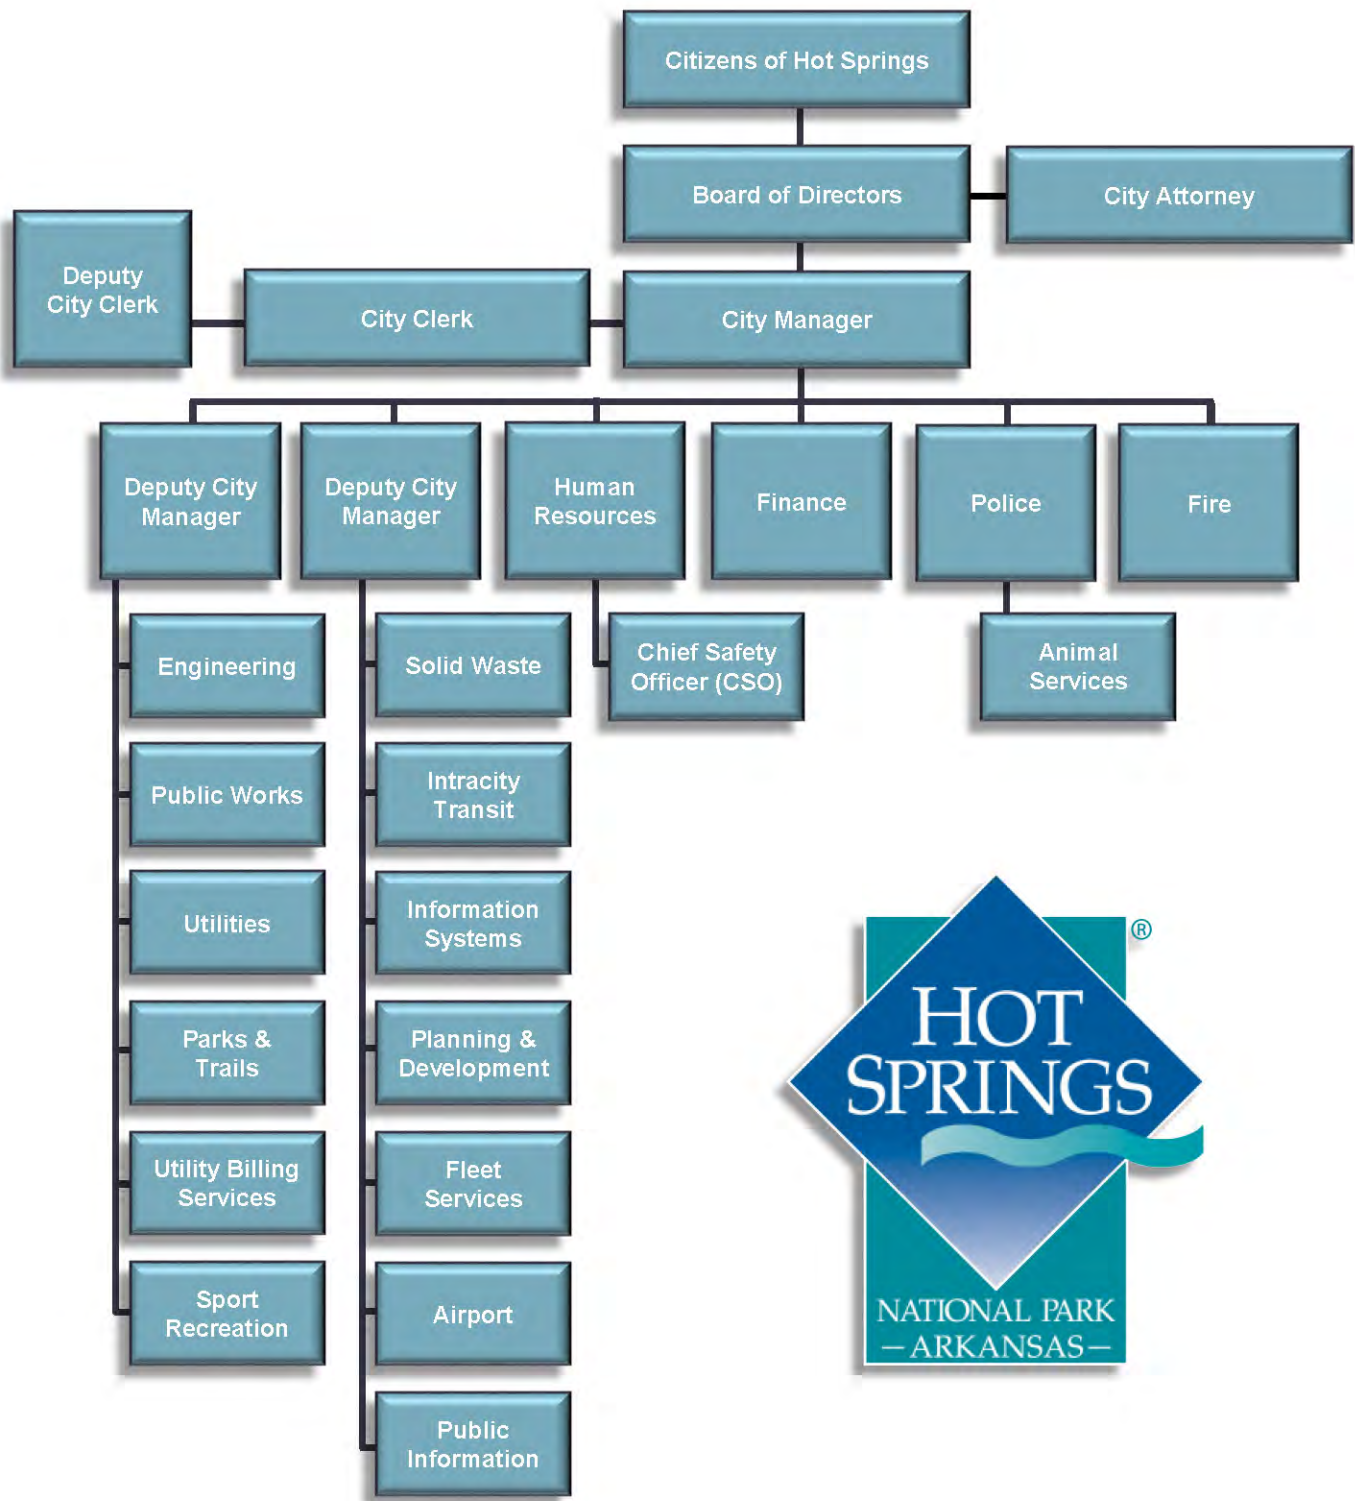 Citizens of Hot Springs
Board of Directors
City Attorney
Deputy
City Clerk
City Clerk
City Manager
Deputy City
Manager
Deputy City
Manager
Human
Resources
Finance
Police
Fire
Engineering
Public Works
Utilities
Parks &
Trails
Utility Billing
Services
Sport
Recreation
Solid Waste
Intracity
Transit
Information
Systems
Planning &
Development
Fleet
Services
Airport
Public
Information
Chief Safety
Officer (CSO)
Animal
Services
®
HOT
SPRINGS
NATIONAL PARK
—ARKANSAS—